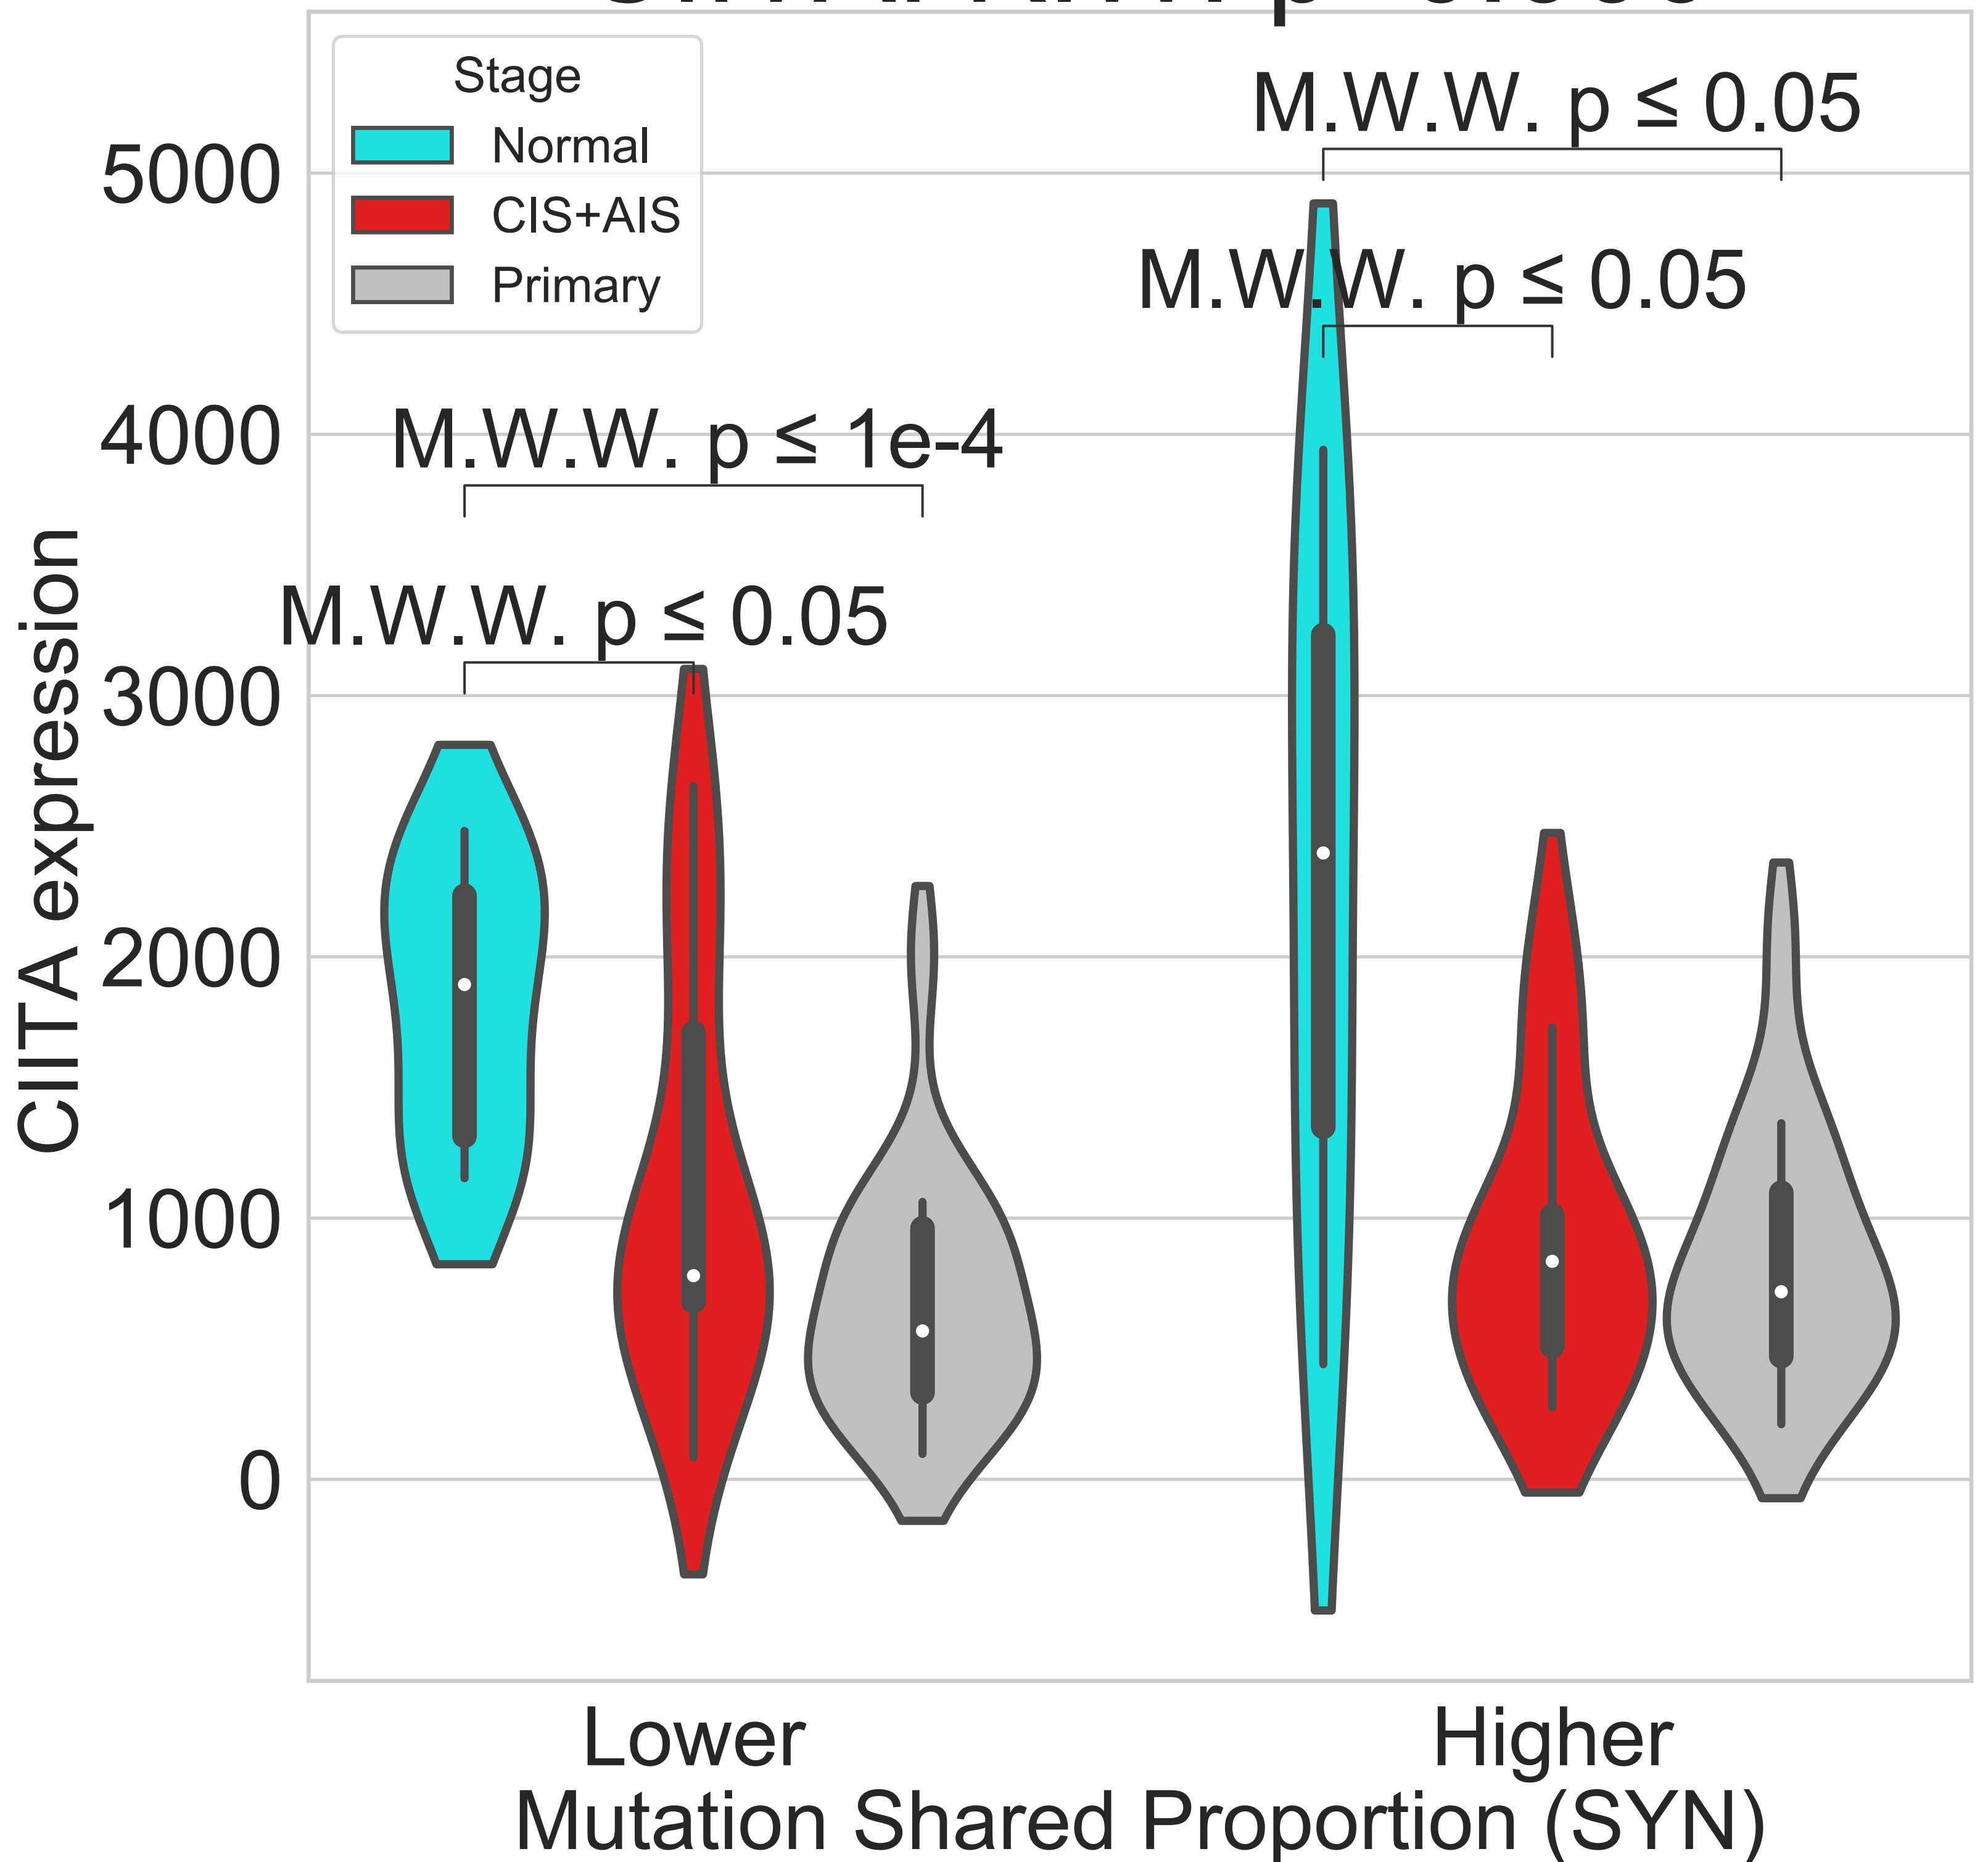 Stage
Normal
CIS+AIS
Primary
M.W.W. p ≤ 0.05
M.W.W. p ≤ 0.05
M.W.W. p ≤ 1e-4
M.W.W. p ≤ 0.05
5000
4000
3000
2000
1000
0
CIITA expression
Lower
Higher
Mutation Shared Proportion (SYN)